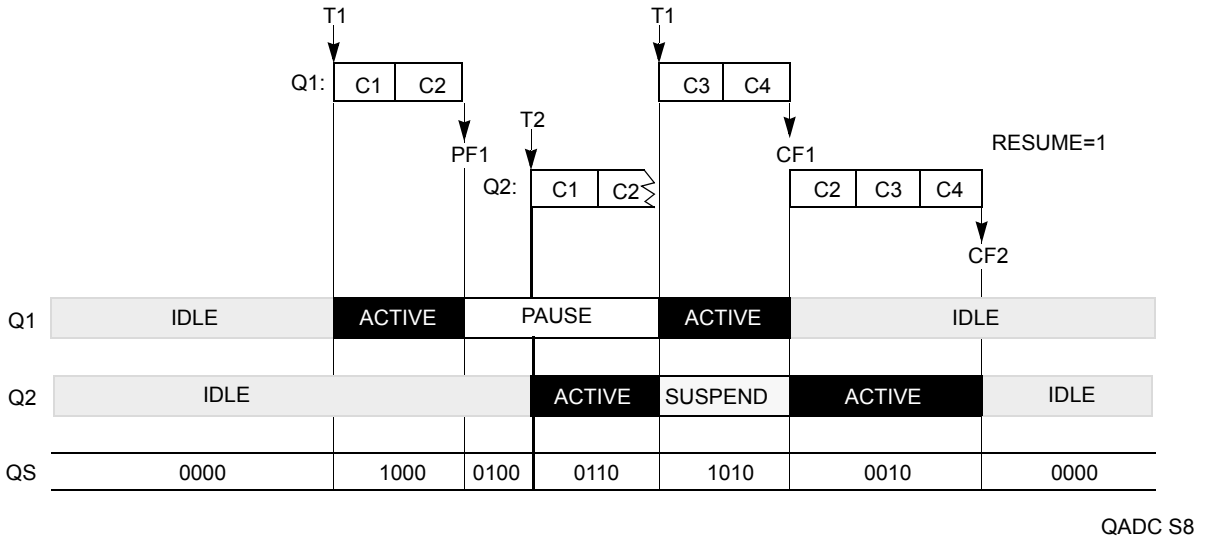 T1 T1
Q1: C1 C2 C3 C4
T2
PF1 CF1 RESUME=1
Q2: C1 C2 C2 C3 C4
CF2
Q1 IDLE ACTIVE PAUSE ACTIVE IDLE
Q2 IDLE ACTIVE SUSPEND ACTIVE IDLE
QS 0000 1000 0100 0110 1010 0010 0000
QADC S8